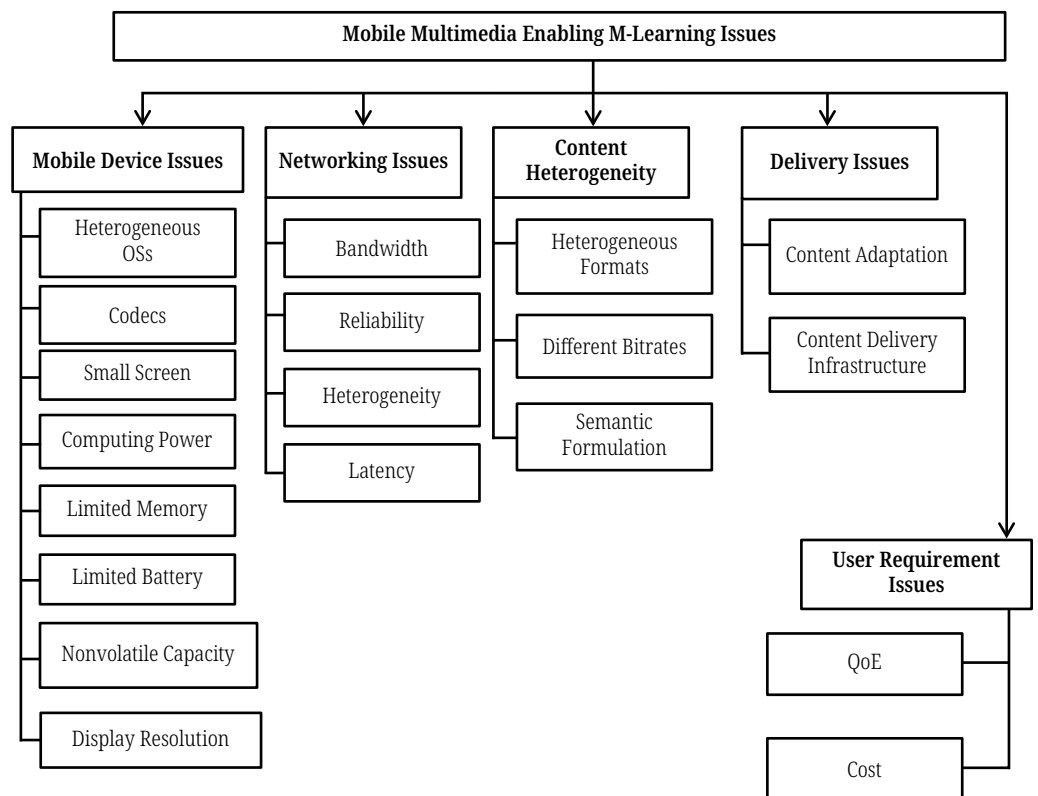 Mobile Multimedia Enabling M-Learning Issues
Mobile Device Issues
Heterogeneous
OSs
Codecs
Small Screen
Computing Power
Limited Memory
Limited Battery
Nonvolatile Capacity
Display Resolution
Networking Issues
Bandwidth
Reliability
Heterogeneity
Latency
Content
Heterogeneity
Heterogeneous
Formats
Different Bitrates
Semantic
Formulation
Delivery Issues
Content Adaptation
Content Delivery
Infrastructure
User Requirement
Issues
QoE
Cost